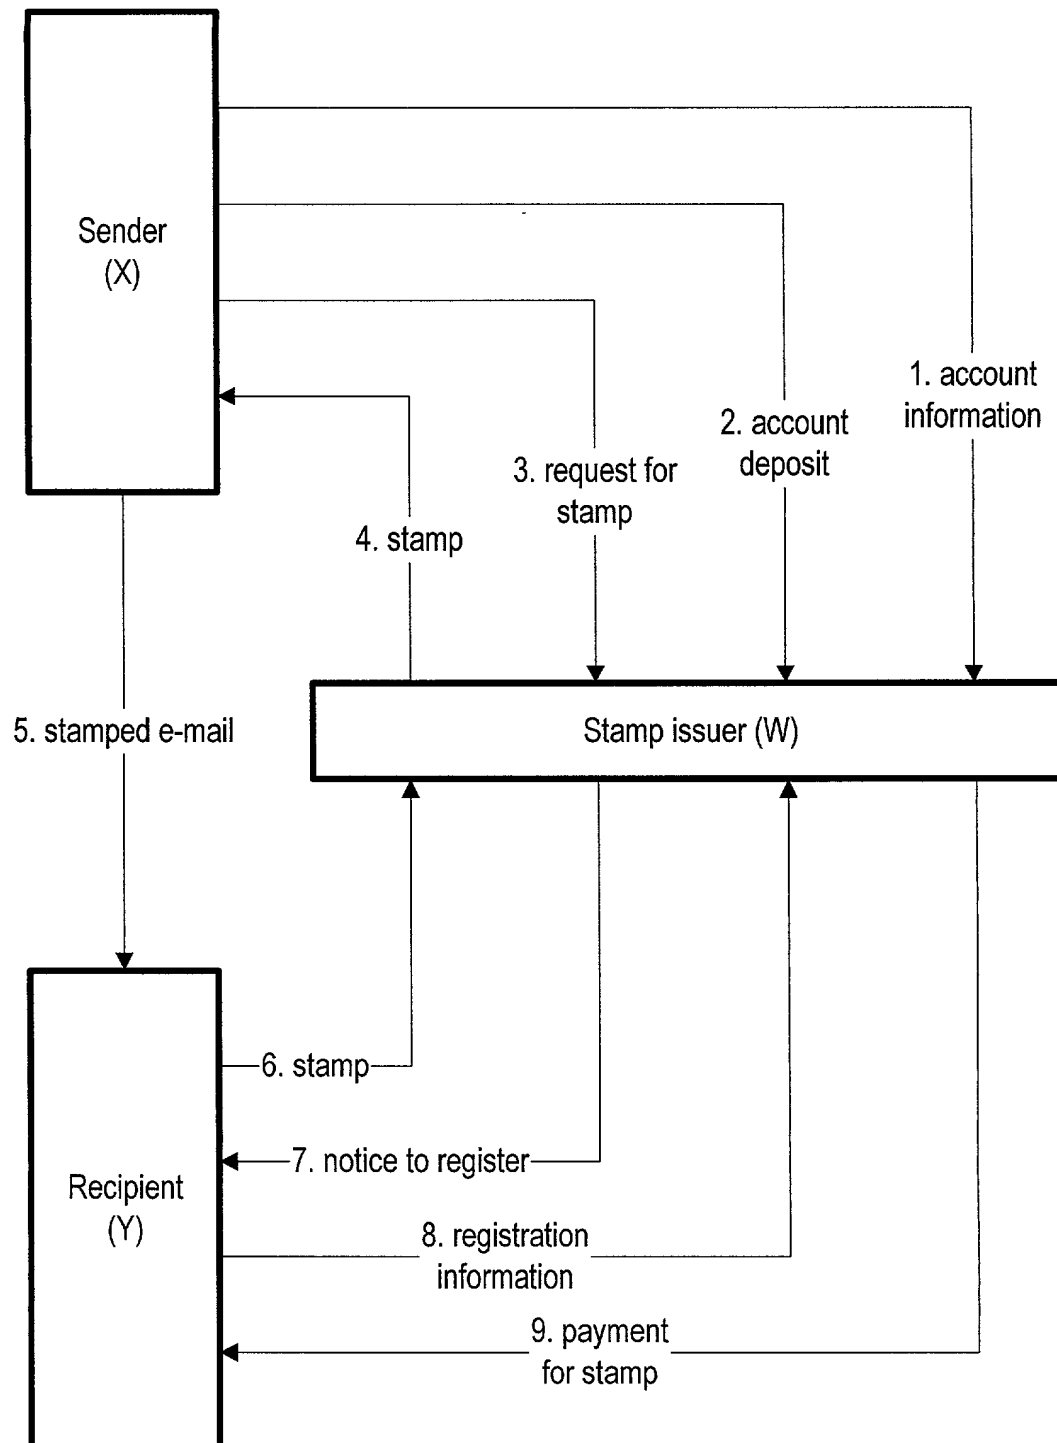 Sender
(X)
1. account
information
2. account
deposit
3. request for
stamp
4. stamp
5. stamped e-mail
Stamp issuer (W)
6. stamp
7. notice to register
Recipient
(Y)
8. registration
information
9. payment
for stamp